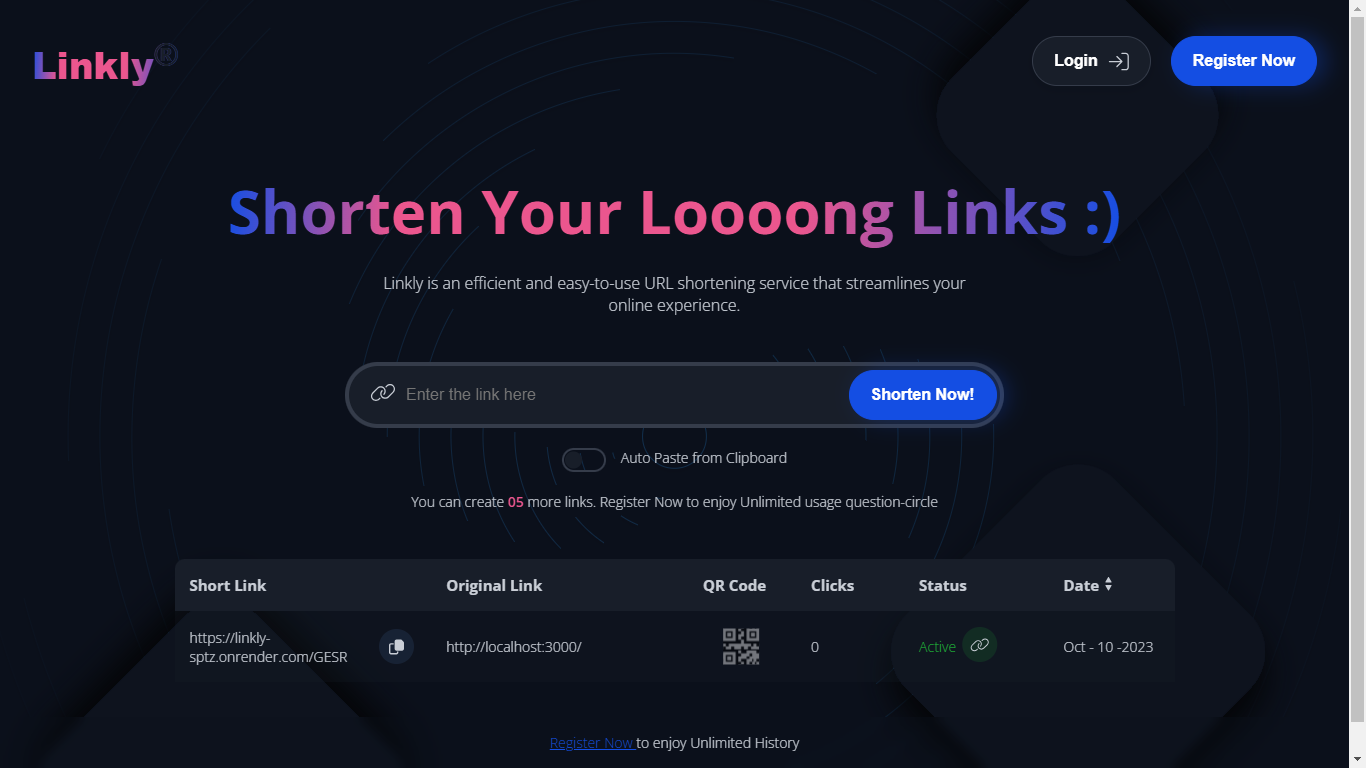 Linkly®
Login
Register Now
Shorten Your Loooong Links :)
Linkly is an efficient and easy-to-use URL shortening service that streamlines your
online experience.
Enter the link here
Shorten Now!
Auto Paste from Clipboard
You can create 05 more links. Register Now to enjoy Unlimited usage question-circle
Short Link Original Link QR Code Clicks Status Date
https://linkly-
sptz.onrender.com/GESR
http://localhost:3000/ 0 Active Oct - 10 -2023
Register Now to enjoy Unlimited History